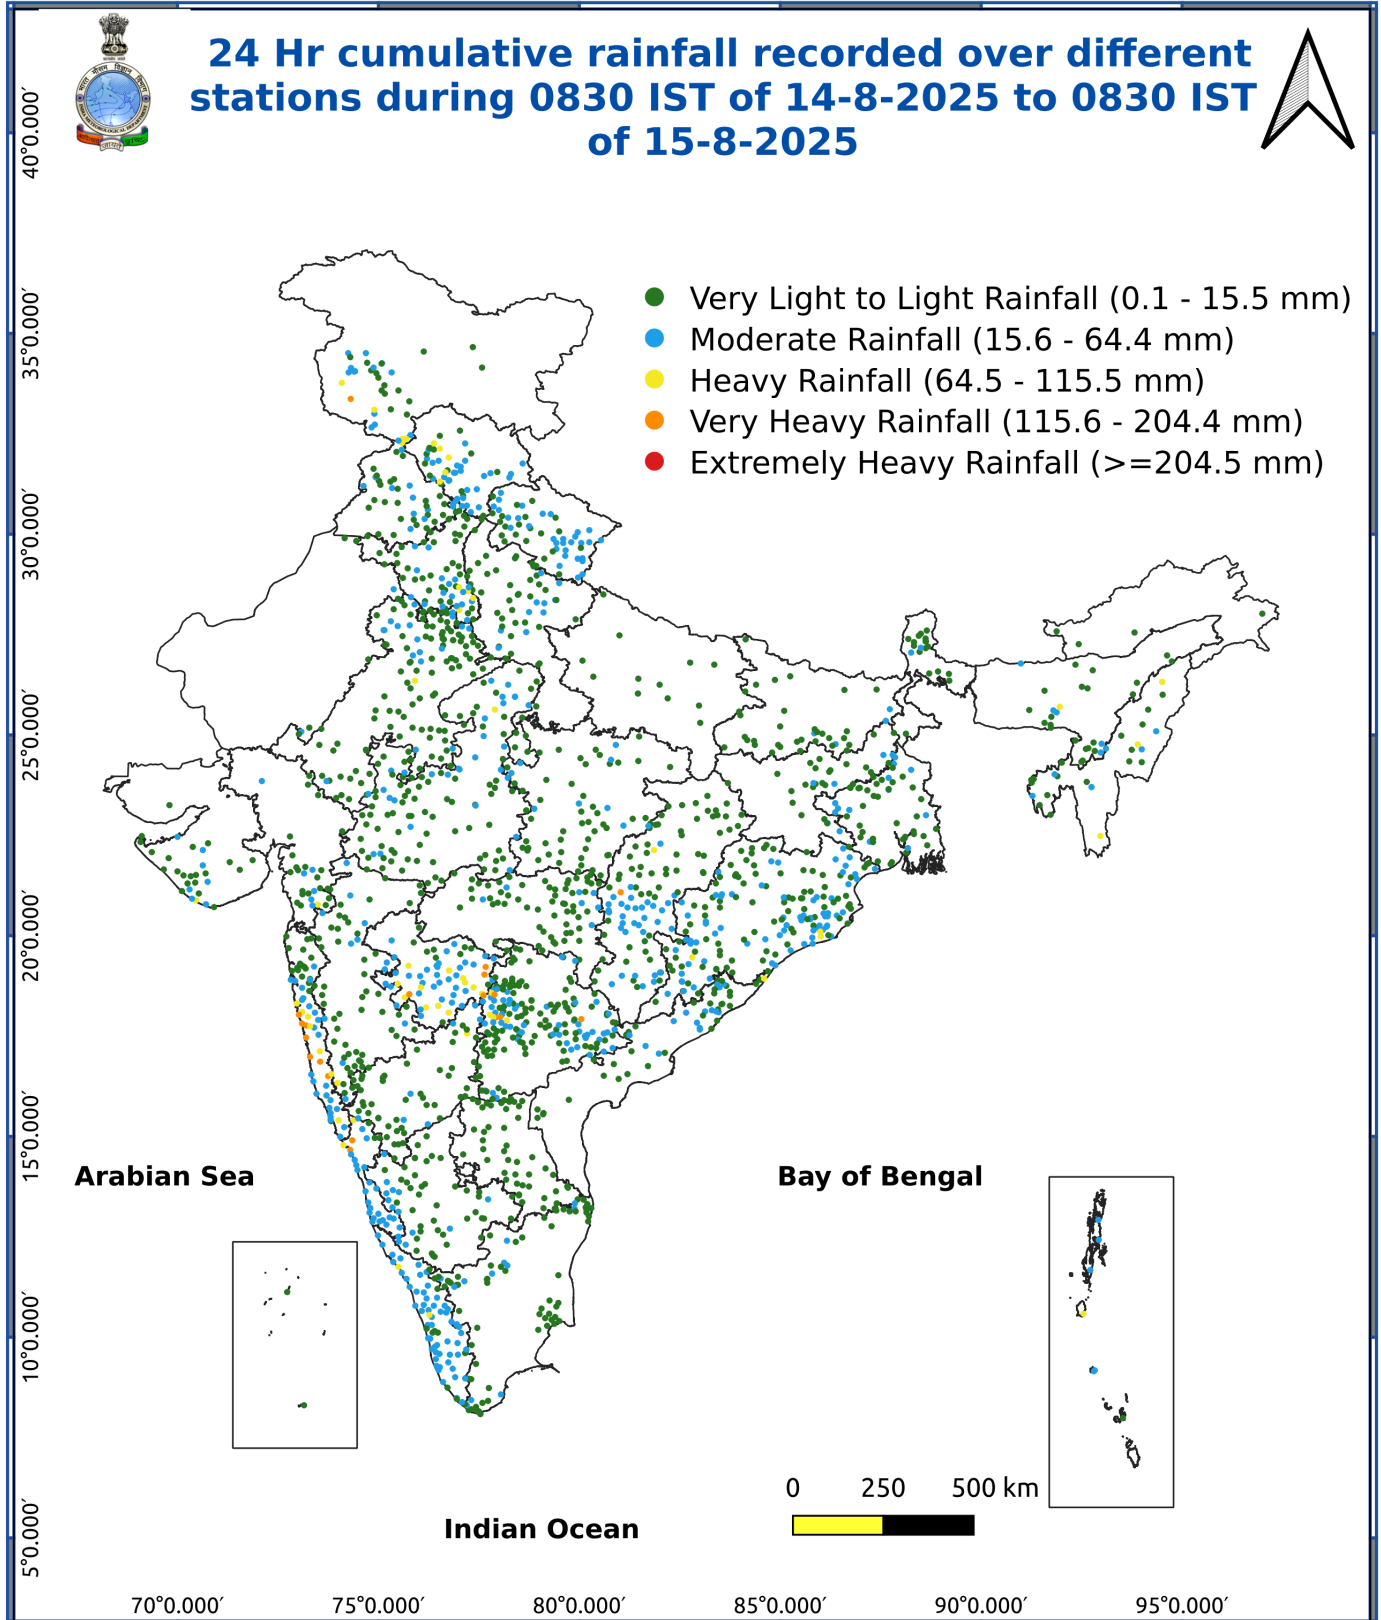 24 Hr cumulative rainfall recorded over different
stations during 0830 IST of 14-8-2025 to 0830 IST
of 15-8-2025
Very Light to Light Rainfall (0.1 - 15.5 mm)
Moderate Rainfall (15.6 - 64.4 mm)
Heavy Rainfall (64.5 - 115.5 mm)
Very Heavy Rainfall (115.6 - 204.4 mm)
Extremely Heavy Rainfall (>=204.5 mm)
40°0.000′
35°0.000′
30°0.000′
25°0.000′
20°0.000′
15°0.000′
10°0.000′
5°0.000′
Arabian Sea
Bay of Bengal
Indian Ocean
0 250 500 km
70°0.000′ 75°0.000′ 80°0.000′ 85°0.000′ 90°0.000′ 95°0.000′